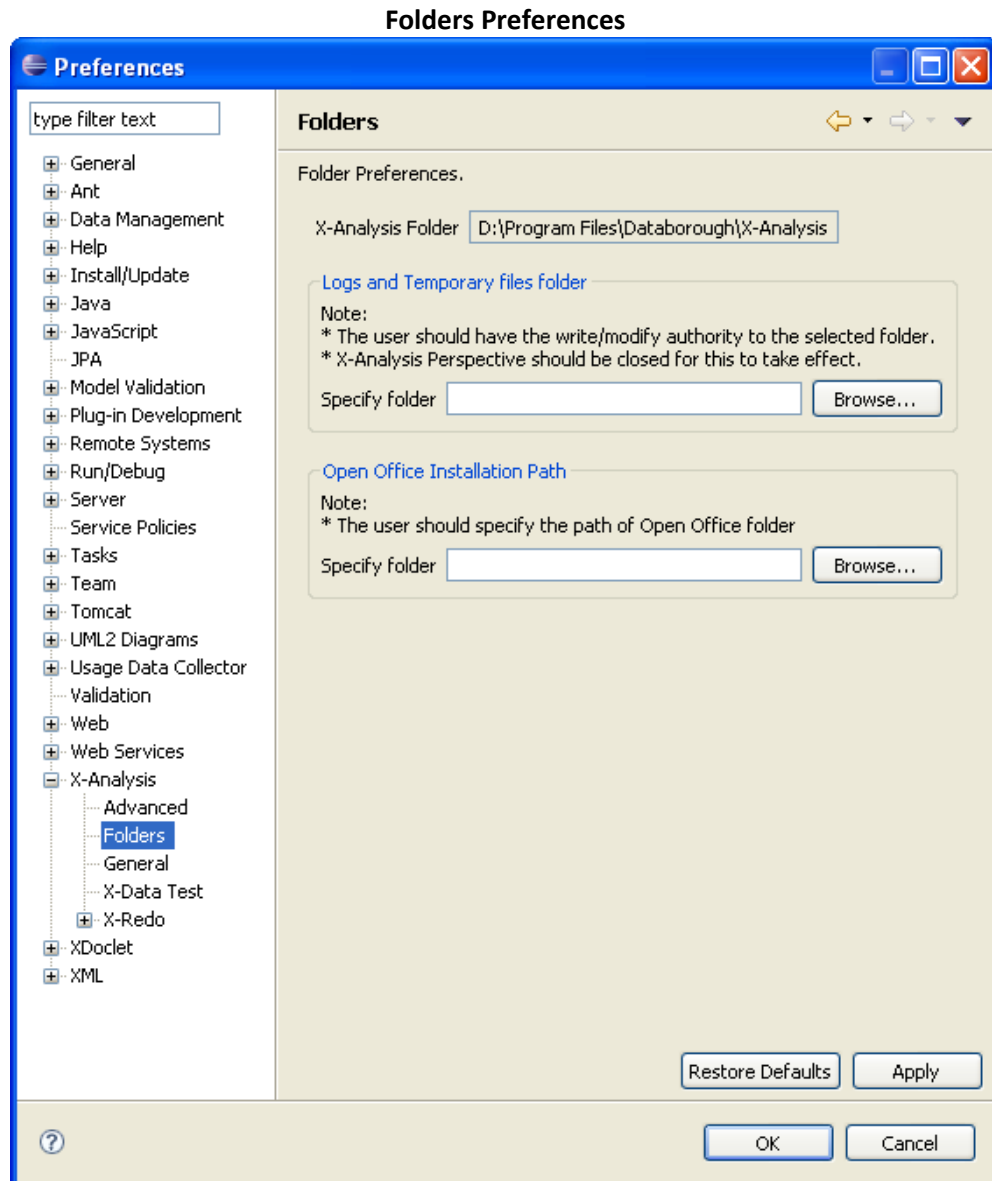 Folders Preferences
Preferences
type filter text
General
Ant
Data Management
Help
Install/Update
Java
JavaScript
JPA
Model Validation
Plug-in Development
Remote Systems
Run/Debug
Server
Service Policies
Tasks
Team
Tomcat
UML2 Diagrams
Usage Data Collector
Validation
Web
Web Services
X-Analysis
Advanced
Folders
General
X-Data Test
X-Redo
XDoclet
XML
Folders
Folder Preferences.
X-Analysis Folder D:\Program Files\Databorough\X-Analysis
Logs and Temporary files folder
Note:
* The user should have the write/modify authority to the selected folder.
* X-Analysis Perspective should be closed for this to take effect.
Specify folder Browse...
Open Office Installation Path
Note:
* The user should specify the path of Open Office folder
Specify folder Browse...
Restore Defaults Apply
? OK Cancel